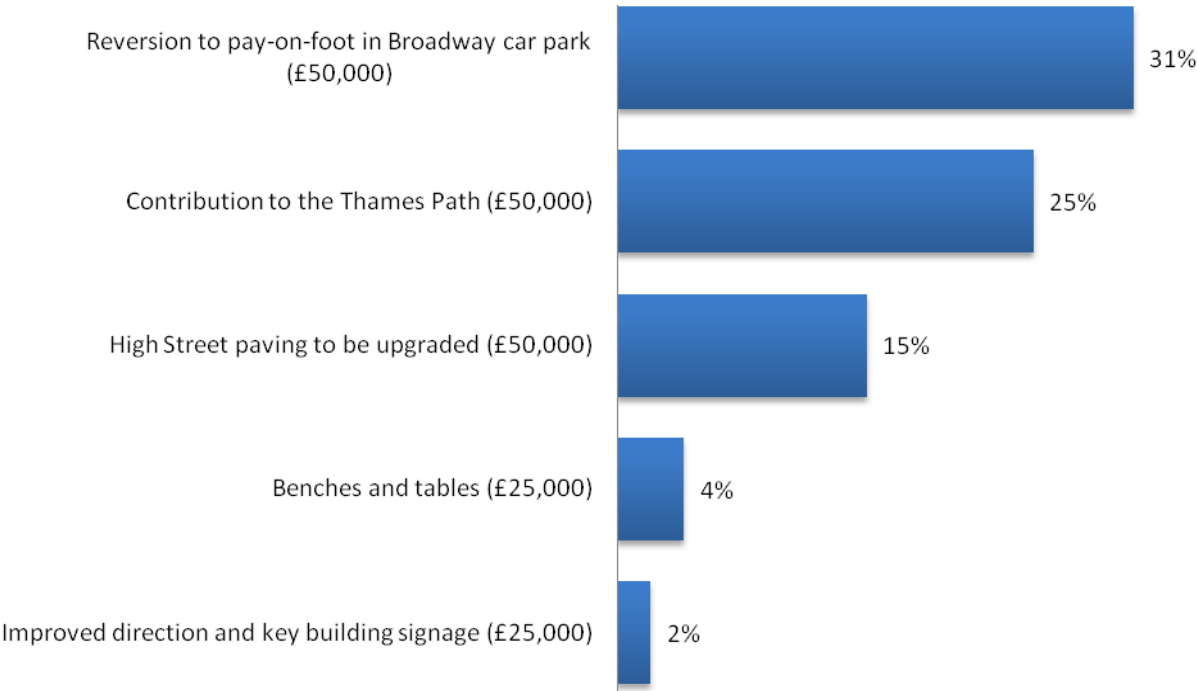 Reversion to pay-on-foot in Broadway car park
(£50,000)
31%
Contribution to the Thames Path (£50,000)
25%
High Street paving to be upgraded (£50,000)
15%
Benches and tables (£25,000)
4%
Improved direction and key building signage (£25,000)
2%